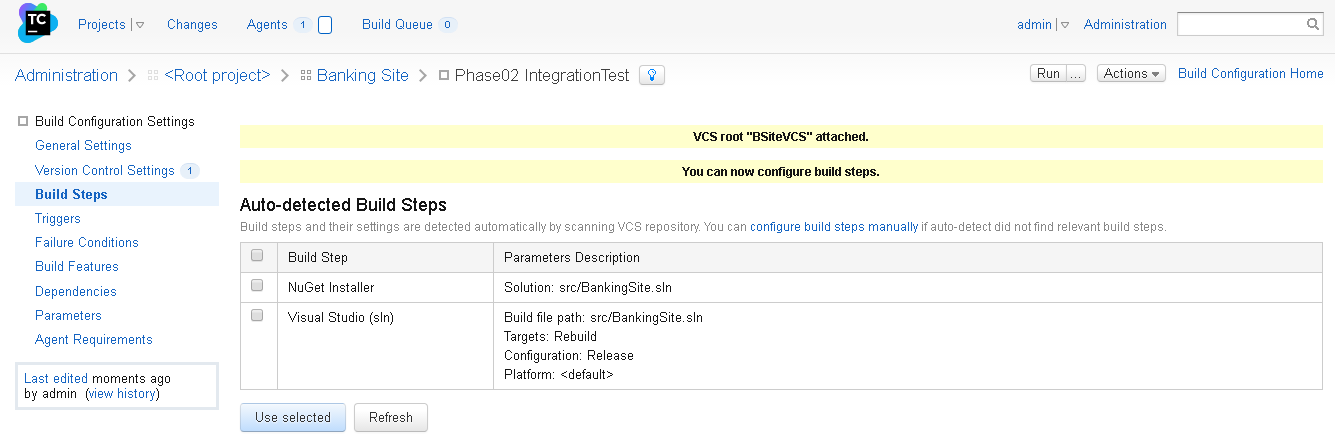 TC
Projects
Changes
Agents 1
Build Queue 0
admin
Administration
Administration > <Root project> > Banking Site > Phase02 IntegrationTest
Run ...
Actions
Build Configuration Home
Build Configuration Settings
General Settings
Version Control Settings 1
Build Steps
Triggers
Failure Conditions
Build Features
Dependencies
Parameters
Agent Requirements
Last edited moments ago
by admin (view history)
VCS root "BSiteVCS" attached.
You can now configure build steps.
Auto-detected Build Steps
Build steps and their settings are detected automatically by scanning VCS repository. You can configure build steps manually if auto-detect did not find relevant build steps.
Build Step Parameters Description
NuGet Installer Solution: src/BankingSite.sln
Visual Studio (sln) Build file path: src/BankingSite.sln
Targets: Rebuild
Configuration: Release
Platform: <default>
Use selected
Refresh